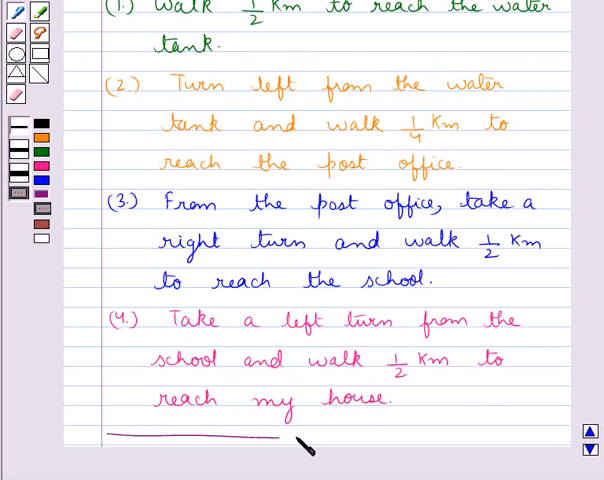 (1.) Walk 1/2 Km to reach the water
tank.
(2.) Turn left from the water
tank and walk 1/4 Km to
reach the post office.
(3.) From the post office, take a
right turn and walk 1/2 Km
to reach the school.
(4.) Take a left turn from the
school and walk 1/2 Km to
reach my house.